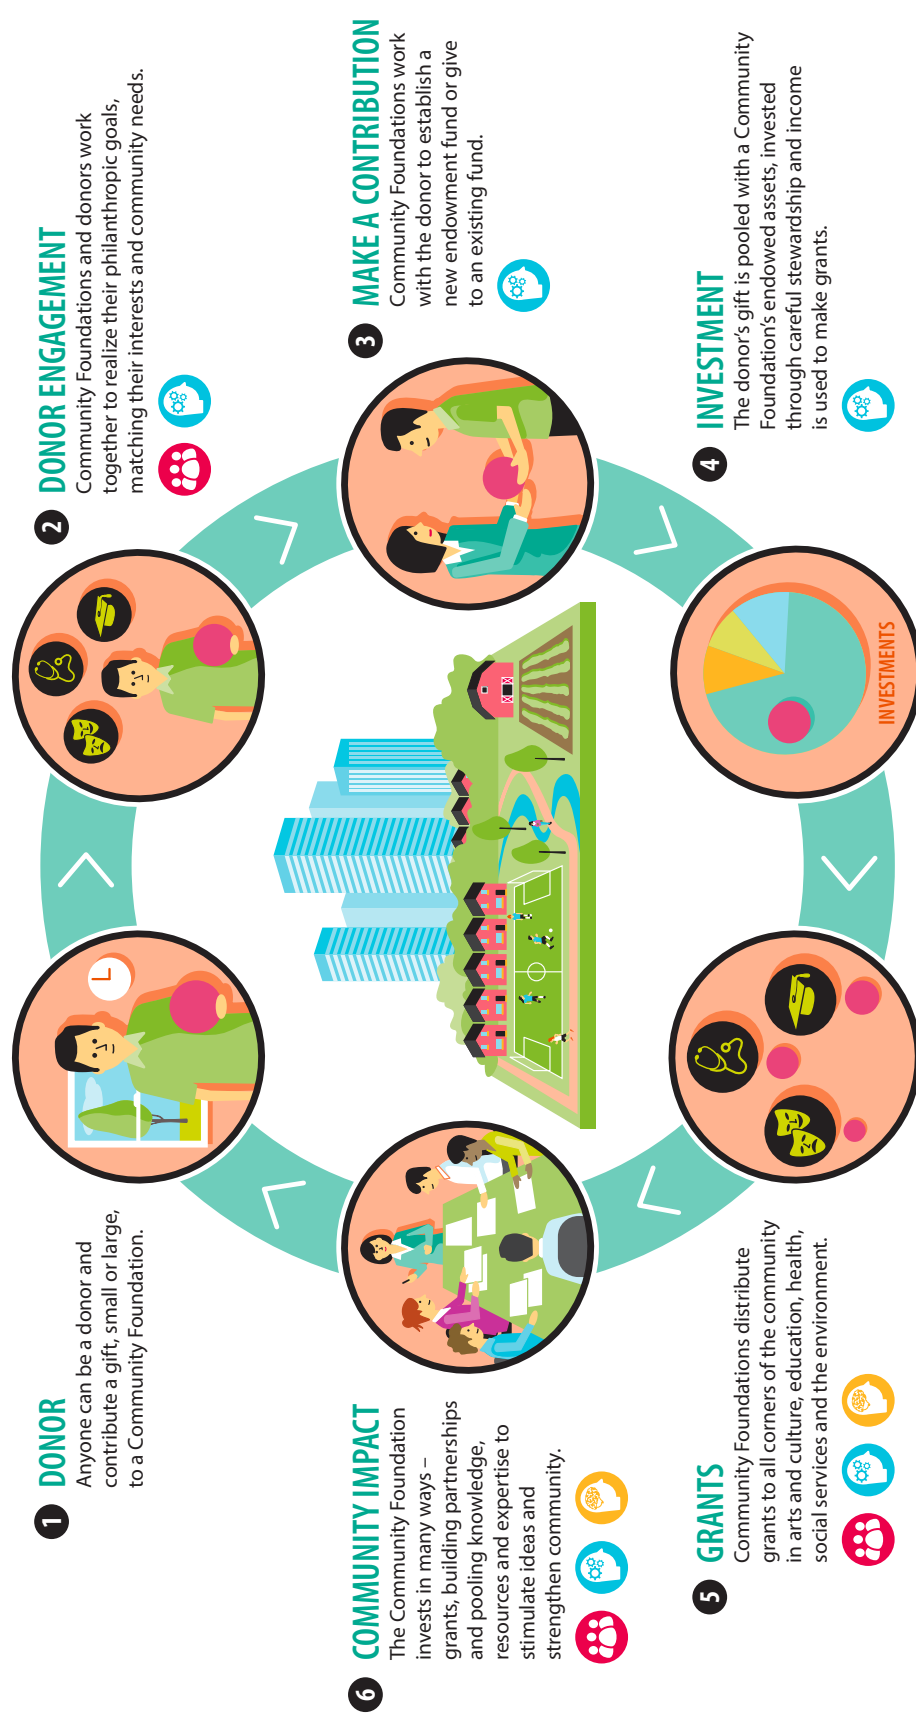 1 DONOR
Anyone can be a donor and
contribute a gift, small or large,
to a Community Foundation.
2 DONOR ENGAGEMENT
Community Foundations and donors work
together to realize their philanthropic goals,
matching their interests and community needs.
3 MAKE A CONTRIBUTION
Community Foundations work
with the donor to establish a
new endowment fund or give
to an existing fund.
4 INVESTMENT
The donor's gift is pooled with a Community
Foundation's endowed assets, invested
through careful stewardship and income
is used to make grants.
INVESTMENTS
5 GRANTS
Community Foundations distribute
grants to all corners of the community
in arts and culture, education, health,
social services and the environment.
6 COMMUNITY IMPACT
The Community Foundation
invests in many ways –
grants, building partnerships
and pooling knowledge,
resources and expertise to
stimulate ideas and
strengthen community.